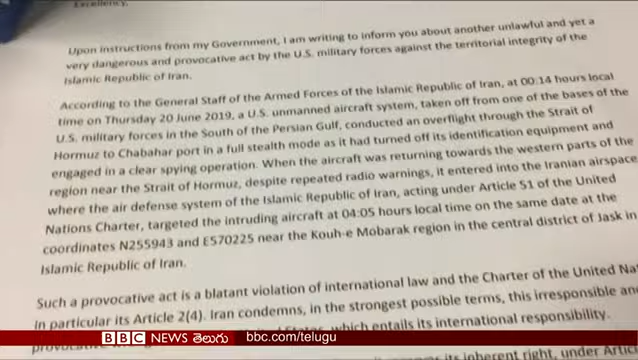 Excellency,
Upon instructions from my Government, I am writing to inform you about another unlawful and yet a
very dangerous and provocative act by the U.S. military forces against the territorial integrity of the
Islamic Republic of Iran.
According to the General Staff of the Armed Forces of the Islamic Republic of Iran, at 00:14 hours local
time on Thursday 20 June 2019, a U.S. unmanned aircraft system, taken off from one of the bases of the
U.S. military forces in the South of the Persian Gulf, conducted an overflight through the Strait of
Hormuz to Chabahar port in a full stealth mode as it had turned off its identification equipment and
engaged in a clear spying operation. When the aircraft was returning towards the western parts of the
region near the Strait of Hormuz, despite repeated radio warnings, it entered into the Iranian airspace
where the air defense system of the Islamic Republic of Iran, acting under Article 51 of the United
Nations Charter, targeted the intruding aircraft at 04:05 hours local time on the same date at the
coordinates N255943 and E570225 near the Kouh-e Mobarak region in the central district of Jask in
Islamic Republic of Iran.
Such a provocative act is a blatant violation of international law and the Charter of the United Nat
in particular its Article 2(4). Iran condemns, in the strongest possible terms, this irresponsible and
which entails its international responsibility.
its inherent right, under Artic
BBC NEWS తెలుగు bbc.com/telugu